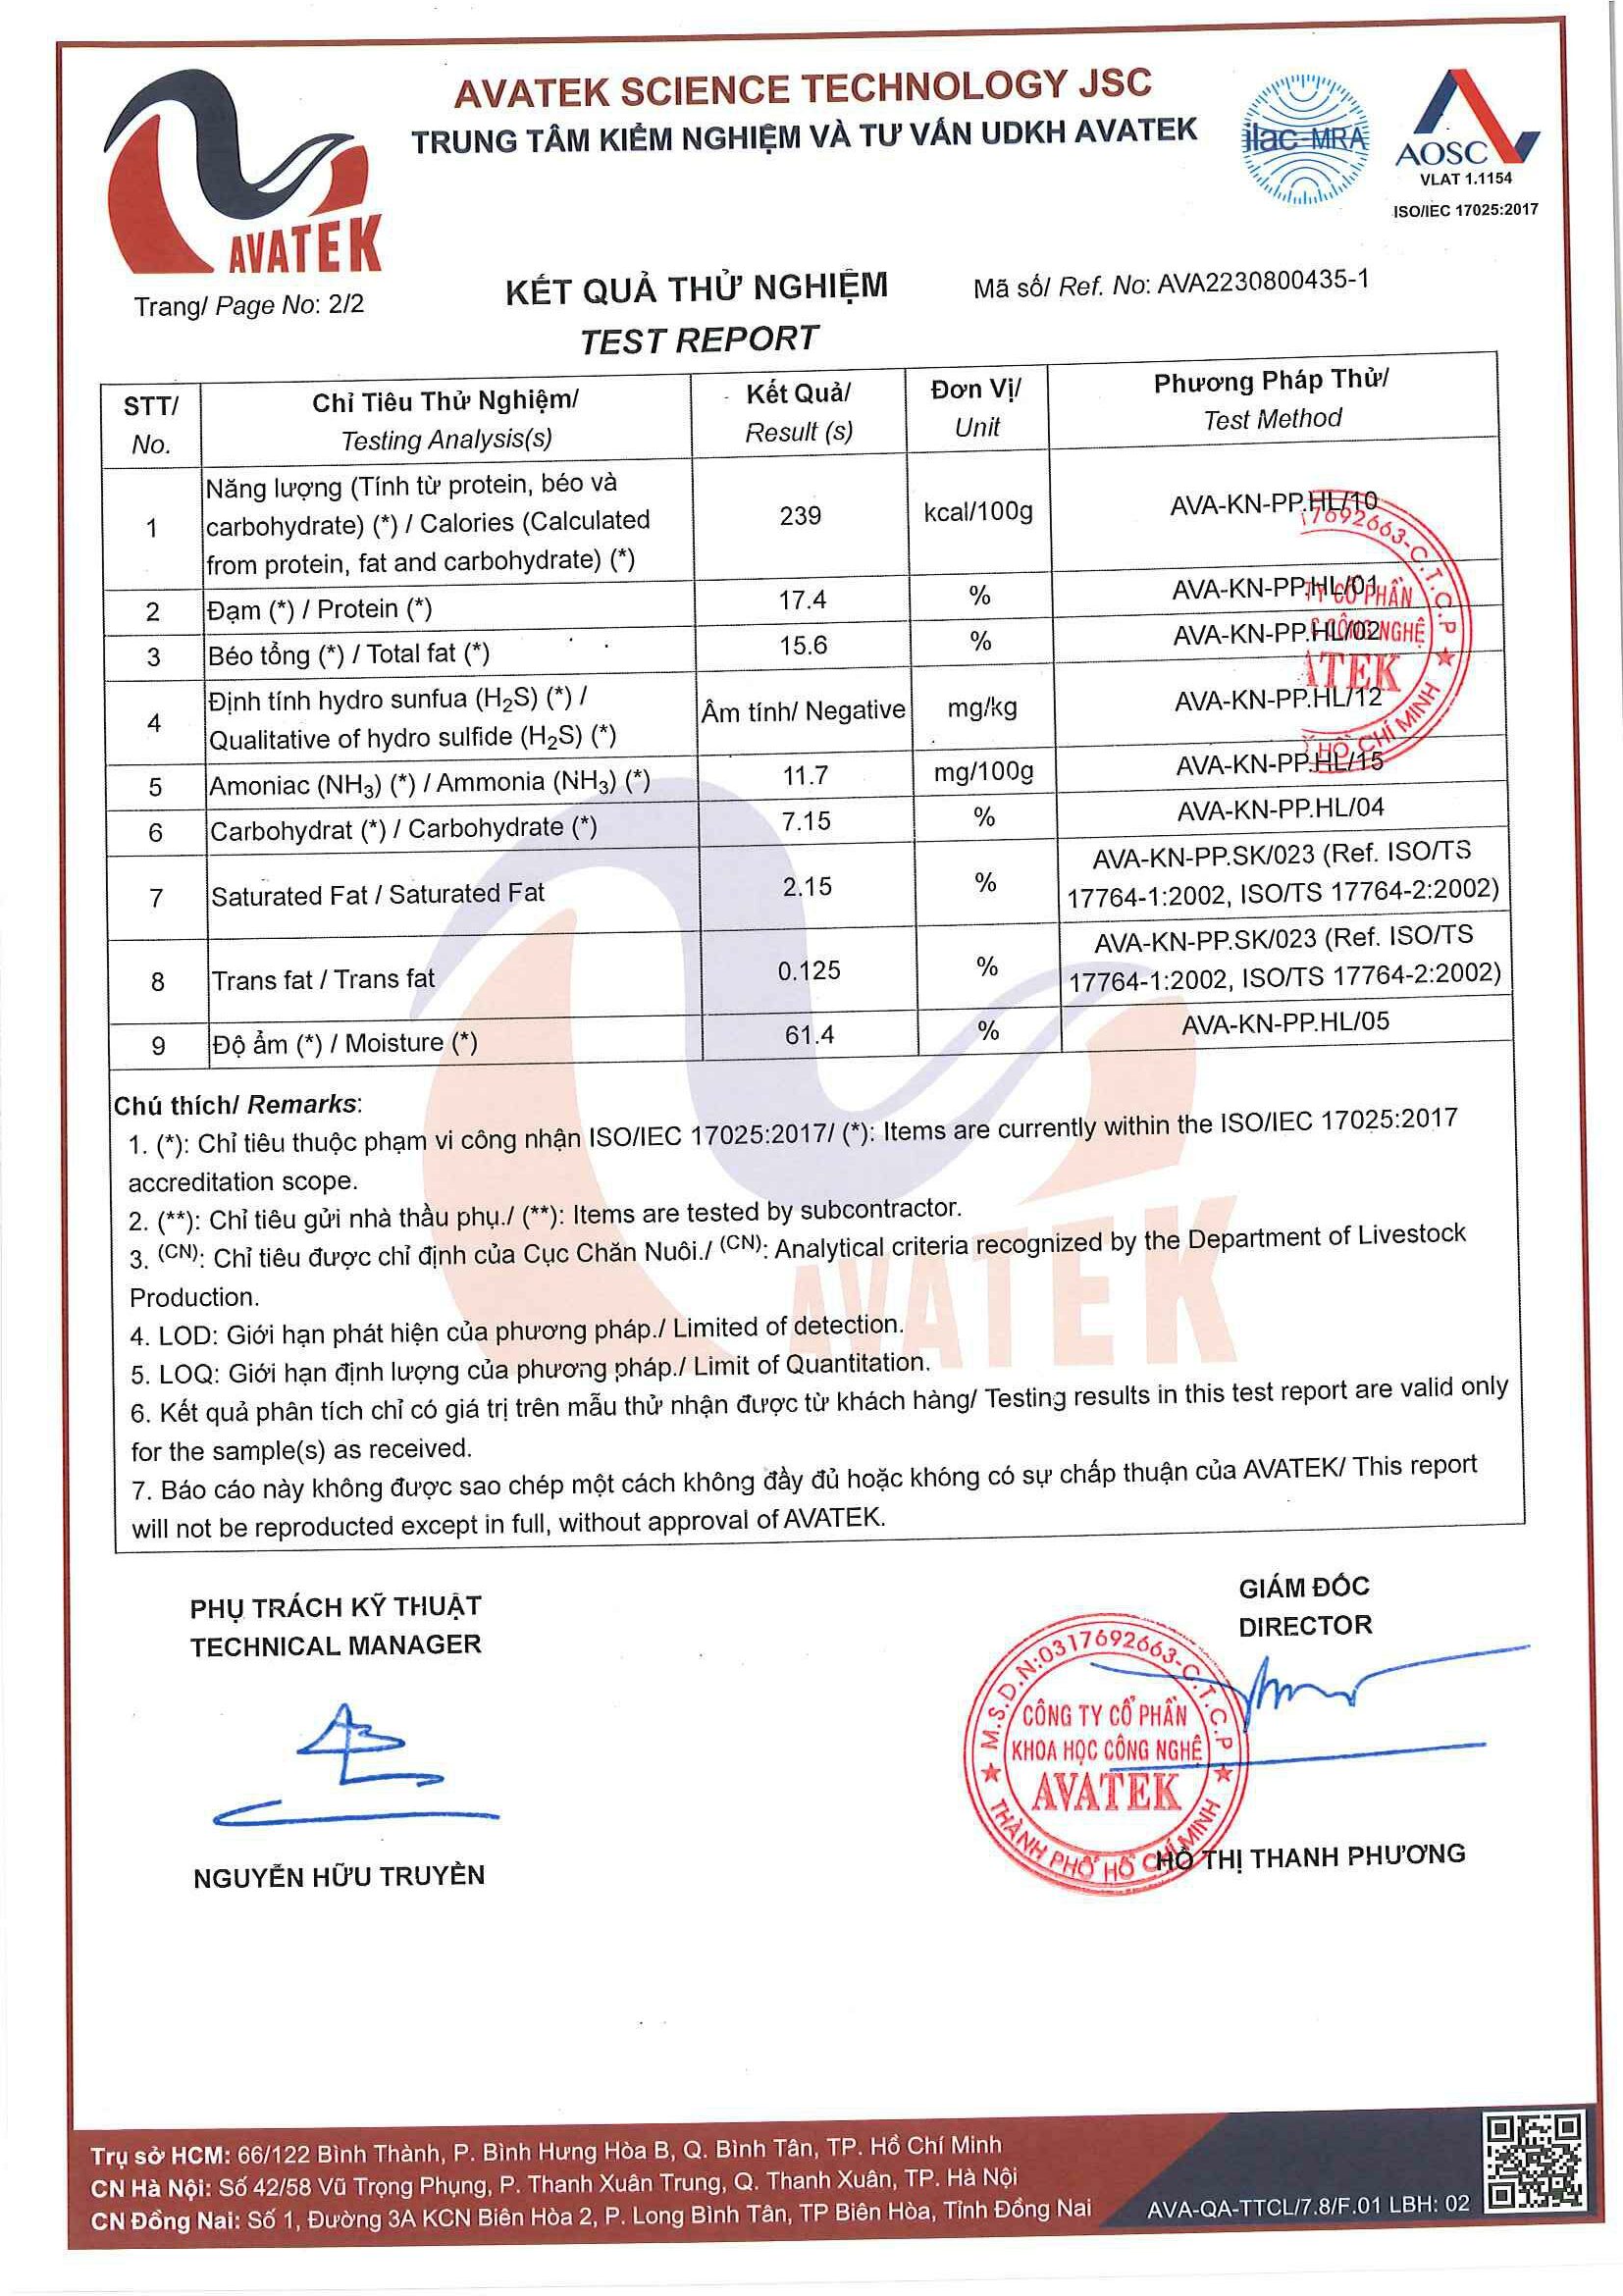 AVATEK
AVATEK SCIENCE TECHNOLOGY JSC
TRUNG TÂM KIỂM NGHIỆM VÀ TƯ VẤN UDKH AVATEK
ilac-MRA
AOSC
VLAT 1.1154
ISO/IEC 17025:2017
Trang/ Page No: 2/2
KẾT QUẢ THỬ NGHIỆM
TEST REPORT
Mã số/ Ref. No: AVA2230800435-1
STT/ No. Chỉ Tiêu Thử Nghiệm/ Testing Analysis(s) Kết Quả/ Result (s) Đơn Vị/ Unit Phương Pháp Thử/ Test Method
1 Năng lượng (Tính từ protein, béo và
carbohydrate) (*) / Calories (Calculated
from protein, fat and carbohydrate) (*) 239 kcal/100g AVA-KN-PP.HL/10
2 Đạm (*) / Protein (*) 17.4 % AVA-KN-PP.HL/01
3 Béo tổng (*) / Total fat (*) 15.6 % AVA-KN-PP.HL/02
4 Định tính hydro sunfua (H₂S) (*) /
Qualitative of hydro sulfide (H₂S) (*) Âm tính/ Negative mg/kg AVA-KN-PP.HL/12
5 Amoniac (NH₃) (*) / Ammonia (NH₃) (*) 11.7 mg/100g AVA-KN-PP.HL/15
6 Carbohydrat (*) / Carbohydrate (*) 7.15 % AVA-KN-PP.HL/04
7 Saturated Fat / Saturated Fat 2.15 % AVA-KN-PP.SK/023 (Ref. ISO/TS
17764-1:2002, ISO/TS 17764-2:2002)
8 Trans fat / Trans fat 0.125 % AVA-KN-PP.SK/023 (Ref. ISO/TS
17764-1:2002, ISO/TS 17764-2:2002)
9 Độ ẩm (*) / Moisture (*) 61.4 % AVA-KN-PP.HL/05
17692663-C.T.C.P
TY CỔ PHẦN
CÔNG NGHỆ
ATEK
HỒ CHÍ MINH
Chú thích/ Remarks:
1. (*): Chỉ tiêu thuộc phạm vi công nhận ISO/IEC 17025:2017/ (*): Items are currently within the ISO/IEC 17025:2017
accreditation scope.
2. (**): Chỉ tiêu gửi nhà thầu phụ./ (**): Items are tested by subcontractor.
3. (CN): Chỉ tiêu được chỉ định của Cục Chăn Nuôi./ (CN): Analytical criteria recognized by the Department of Livestock
Production.
4. LOD: Giới hạn phát hiện của phương pháp./ Limited of detection.
5. LOQ: Giới hạn định lượng của phương pháp./ Limit of Quantitation.
6. Kết quả phân tích chỉ có giá trị trên mẫu thử nhận được từ khách hàng/ Testing results in this test report are valid only
for the sample(s) as received.
7. Báo cáo này không được sao chép một cách không đầy đủ hoặc không có sự chấp thuận của AVATEK/ This report
will not be reproducted except in full, without approval of AVATEK.
AVATEK
PHỤ TRÁCH KỸ THUẬT
TECHNICAL MANAGER
NGUYỄN HỮU TRUYỀN
GIÁM ĐỐC
DIRECTOR
M.S.D.N:0317692663-C.T.C.P
CÔNG TY CỔ PHẦN
KHOA HỌC CÔNG NGHỆ
AVATEK
THÀNH PHỐ HỒ CHÍ MINH
HỒ THỊ THANH PHƯƠNG
Trụ sở HCM: 66/122 Bình Thành, P. Bình Hưng Hòa B, Q. Bình Tân, TP. Hồ Chí Minh
CN Hà Nội: Số 42/58 Vũ Trọng Phụng, P. Thanh Xuân Trung, Q. Thanh Xuân, TP. Hà Nội
CN Đồng Nai: Số 1, Đường 3A KCN Biên Hòa 2, P. Long Bình Tân, TP Biên Hòa, Tỉnh Đồng Nai
AVA-QA-TTCL/7.8/F.01 LBH: 02